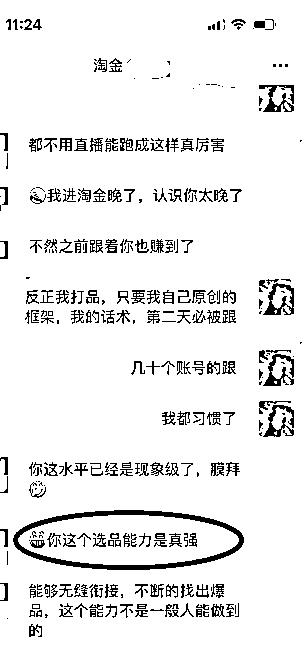 11:24
淘金
都不用直播能跑成这样真厉害
我进淘金晚了，认识你太晚了
不然之前跟着你也赚到了
反正我打品，只要我自己原创的
框架，我的话术，第二天必被跟
几十个账号的跟
我都习惯了
你这水平已经是现象级了，膜拜
你这个选品能力是真强
能够无缝衔接，不断的找出爆
品，这个能力不是一般人能做到
的